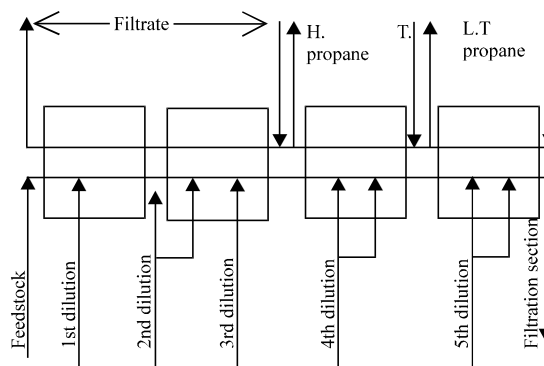 Filtrate
H.
propane
T.
L.T
propane
Feedstock
1st dilution
2nd dilution
3rd dilution
4th dilution
5th dilution
Filtration section